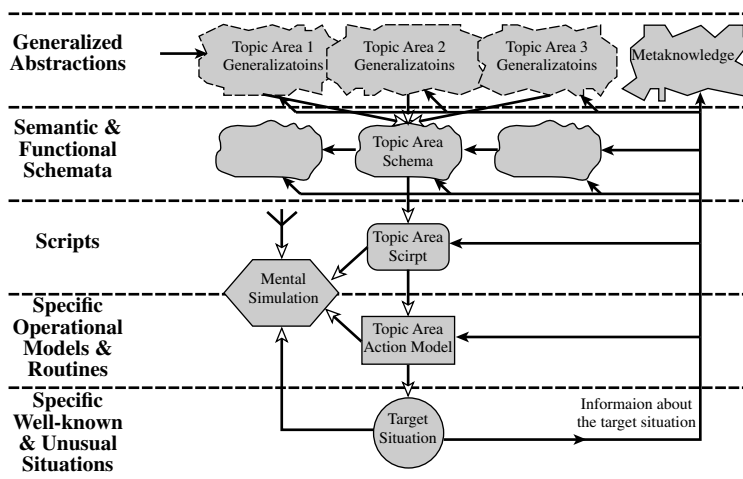 Generalized
Abstractions
Topic Area 1
Generalizatoins
Topic Area 2
Generalizatoins
Topic Area 3
Generalizatoins
Metaknowledge
Semantic &
Functional
Schemata
Topic Area
Schema
Scripts
Topic Area
Scirpt
Mental
Simulation
Specific
Operational
Models &
Routines
Topic Area
Action Model
Specific
Well-known
& Unusual
Situations
Target
Situation
Informaion about
the target situation